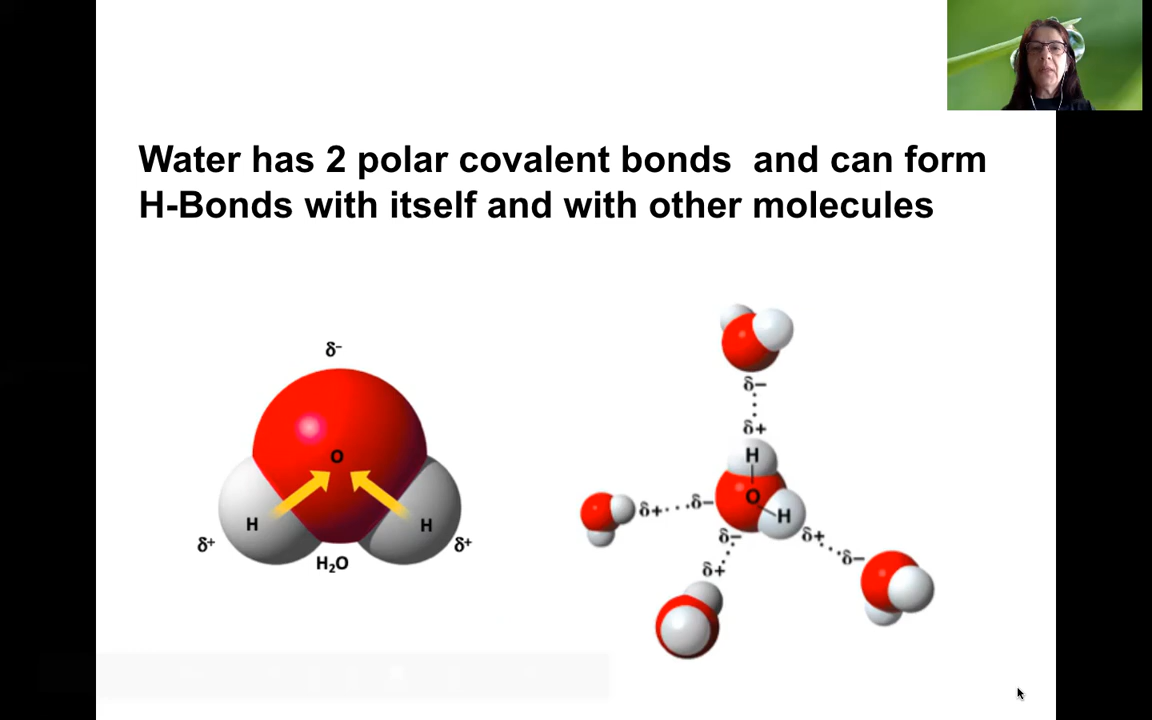 Water has 2 polar covalent bonds  and can form
H-Bonds with itself and with other molecules
δ−
O
H
H
δ+
δ+
H₂O
δ−
δ+
H
O
H
δ+
δ−
δ−
δ+
δ−
δ+
δ−